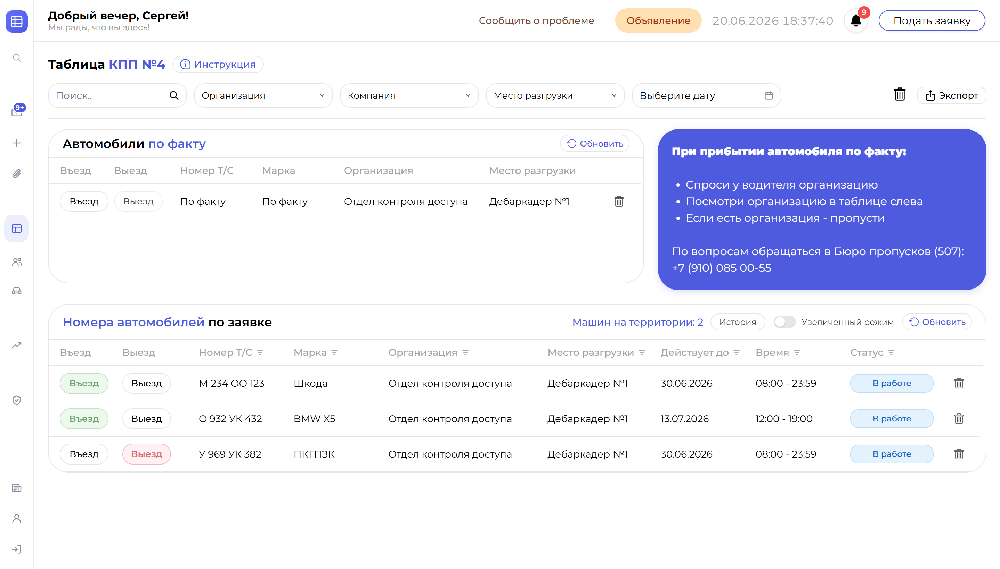 Добрый вечер, Сергей!
Мы рады, что вы здесь!
Сообщить о проблеме
Объявление
20.06.2026 18:37:40
9
Подать заявку
Таблица КПП №4
Инструкция
Поиск..
Организация
Компания
Место разгрузки
Выберите дату
Экспорт
9+
Автомобили по факту
Обновить
Въезд Выезд Номер Т/С Марка Организация Место разгрузки
Въезд Выезд По факту По факту Отдел контроля доступа Дебаркадер №1
При прибытии автомобиля по факту:
• Спроси у водителя организацию
• Посмотри организацию в таблице слева
• Если есть организация - пропусти
По вопросам обращаться в Бюро пропусков (507):
+7 (910) 085 00-55
Номера автомобилей по заявке
Машин на территории: 2
История
Увеличенный режим
Обновить
Въезд Выезд Номер Т/С Марка Организация Место разгрузки Действует до Время Статус
Въезд Выезд М 234 ОО 123 Шкода Отдел контроля доступа Дебаркадер №1 30.06.2026 08:00 - 23:59 В работе
Въезд Выезд О 932 УК 432 BMW X5 Отдел контроля доступа Дебаркадер №1 13.07.2026 12:00 - 19:00 В работе
Въезд Выезд У 969 УК 382 ПКТПЗК Отдел контроля доступа Дебаркадер №1 30.06.2026 08:00 - 23:59 В работе